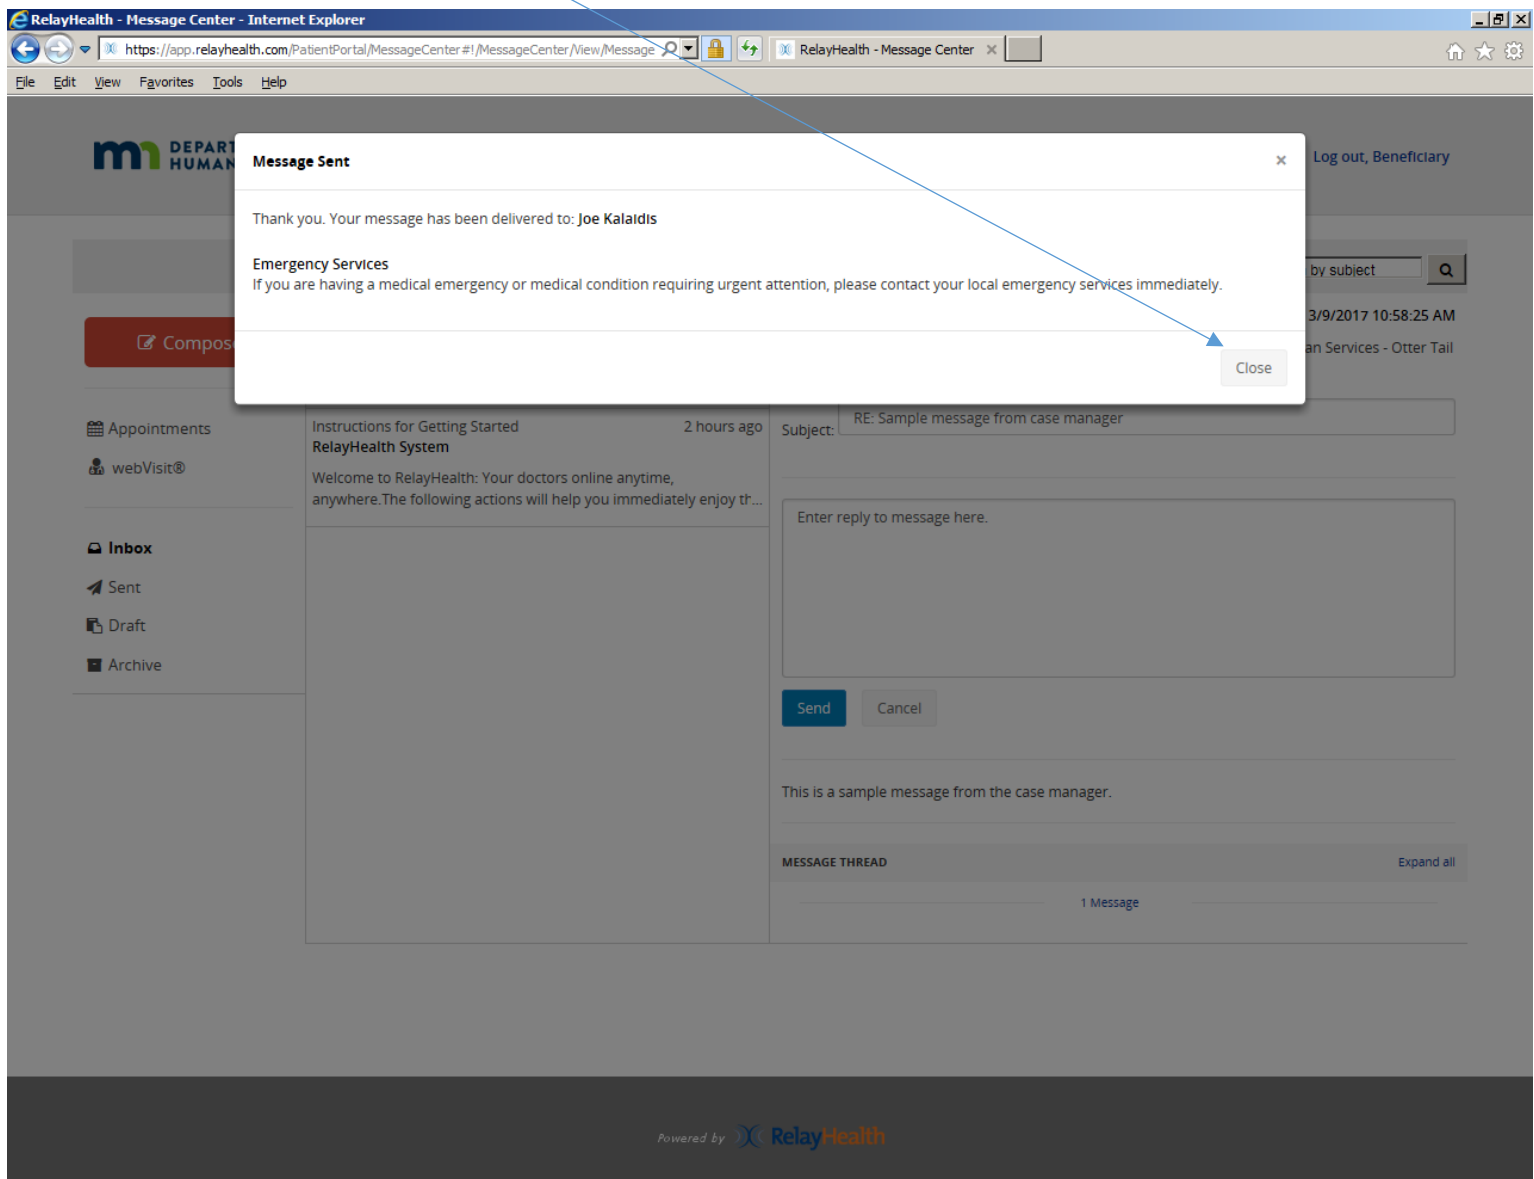 RelayHealth - Message Center - Internet Explorer
https://app.relayhealth.com/PatientPortal/MessageCenter#!/MessageCenter/View/Message
RelayHealth - Message Center
File Edit View Favorites Tools Help
DEPART
HUMAN
Log out, Beneficiary
Message Sent
×
Thank you. Your message has been delivered to: Joe Kalaidis
Emergency Services
If you are having a medical emergency or medical condition requiring urgent attention, please contact your local emergency services immediately.
Close
by subject
3/9/2017 10:58:25 AM
an Services - Otter Tail
Compos
Appointments
webVisit®
Inbox
Sent
Draft
Archive
Instructions for Getting Started 2 hours ago
RelayHealth System
Welcome to RelayHealth: Your doctors online anytime,
anywhere.The following actions will help you immediately enjoy th...
Subject: RE: Sample message from case manager
Enter reply to message here.
Send Cancel
This is a sample message from the case manager.
MESSAGE THREAD Expand all
1 Message
Powered by RelayHealth